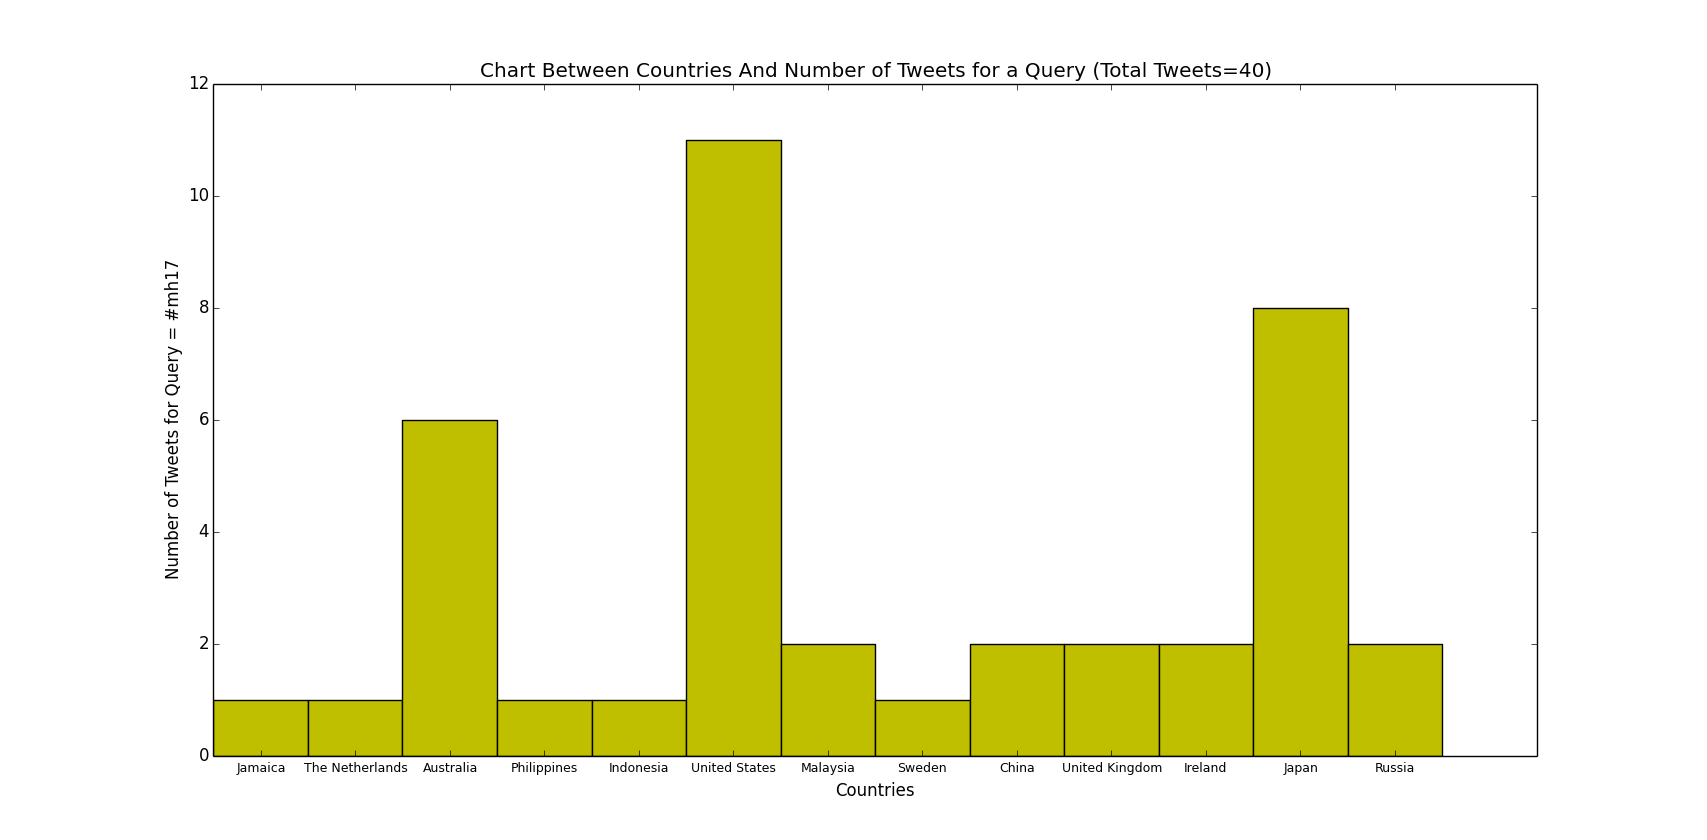 Chart Between Countries And Number of Tweets for a Query (Total Tweets=40)
12
10
8
6
4
2
0
Number of Tweets for Query = #mh17
Jamaica The Netherlands Australia Philippines Indonesia United States Malaysia Sweden China United Kingdom Ireland Japan Russia
Countries